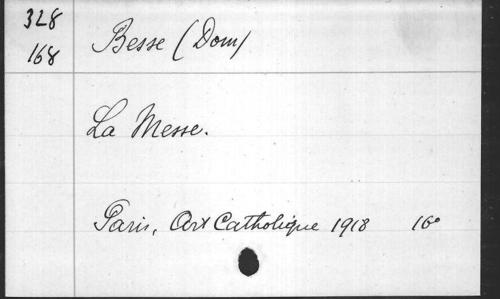 328
168
Besse (Dom)
La Messe.
Paris, Art Catholique 1918 16°